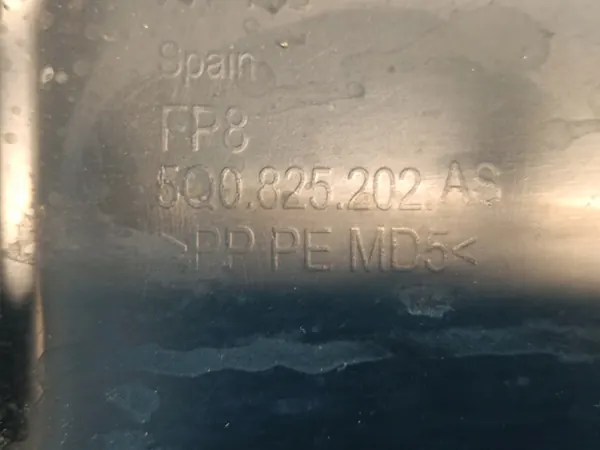 Spain
FP8
5Q0.825.202.AS
>PP PE MD5<